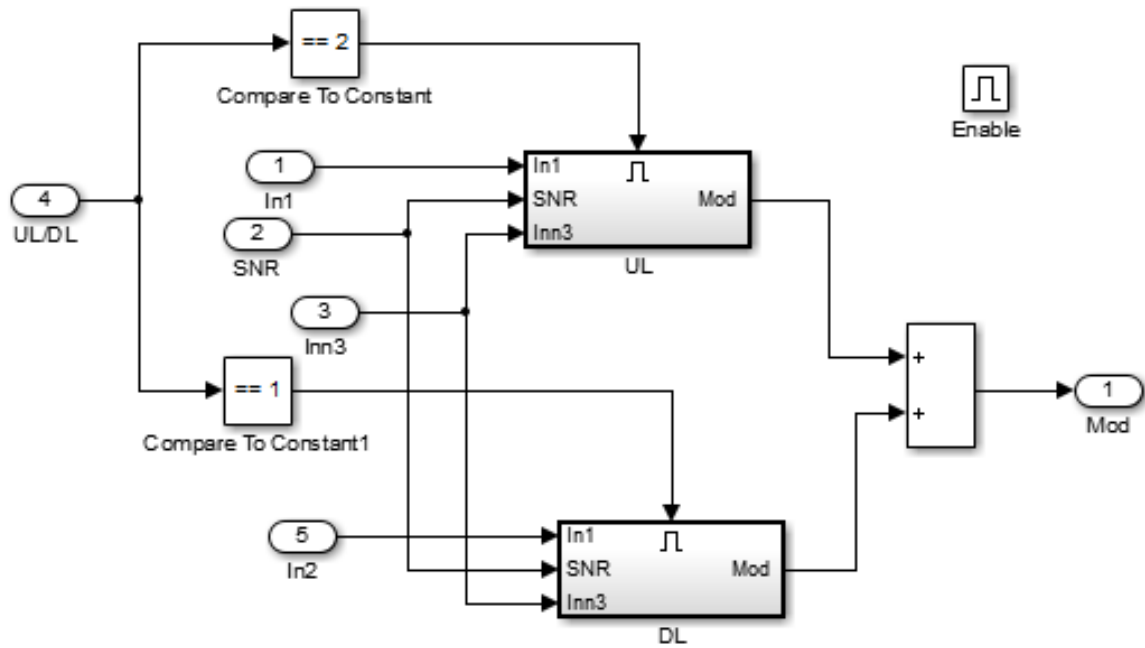 == 2
Compare To Constant
Enable
1
In1
4
UL/DL
2
SNR
3
Inn3
In1
SNR
Inn3
Mod
UL
== 1
Compare To Constant1
+
+
1
Mod
5
In2
In1
SNR
Inn3
Mod
DL